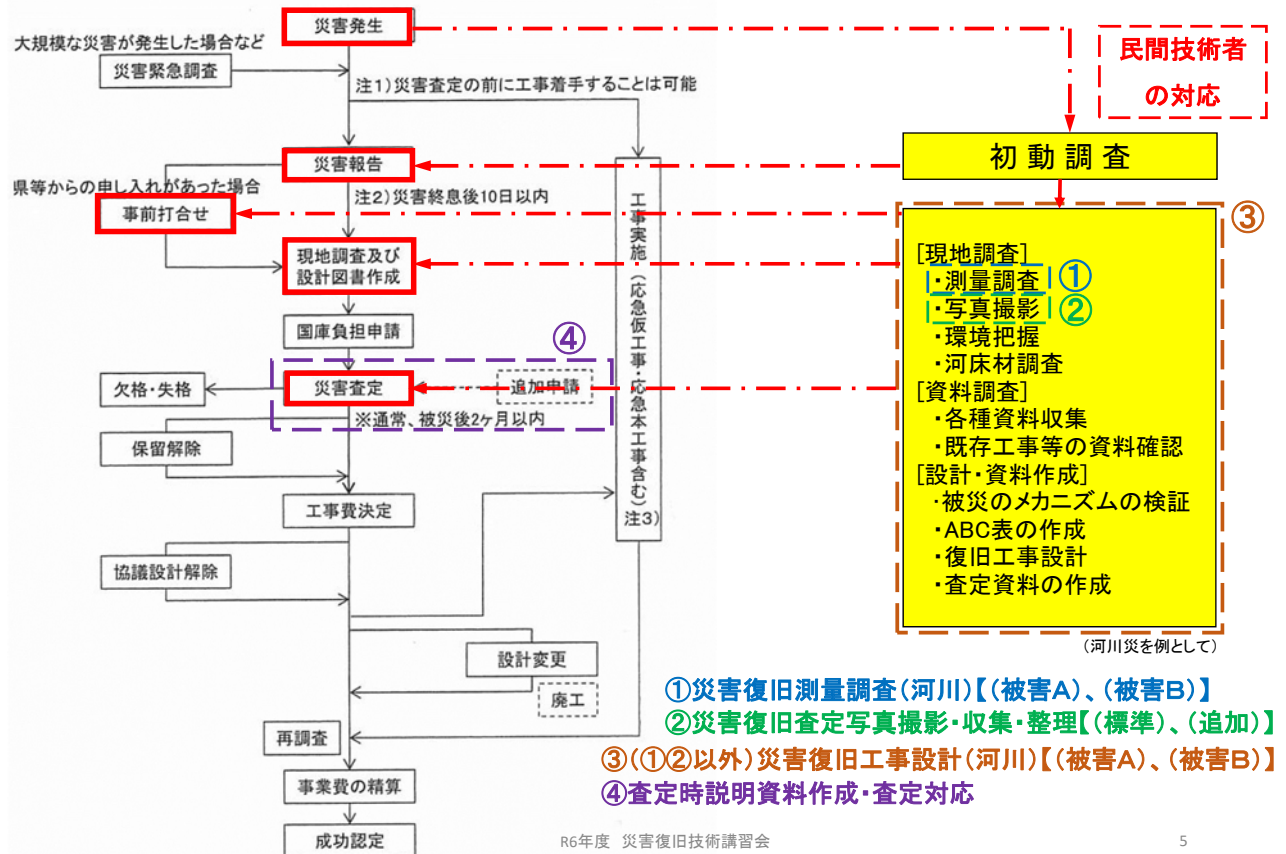 災害発生
大規模な災害が発生した場合など
災害緊急調査
注1)災害査定の前に工事着手することは可能
災害報告
県等からの申し入れがあった場合
注2)災害終息後10日以内
事前打合せ
現地調査及び
設計図書作成
国庫負担申請
④
欠格・失格
災害査定
追加申請
※通常、被災後2ヶ月以内
保留解除
工事費決定
協議設計解除
設計変更
廃工
再調査
事業費の精算
成功認定
工事実施(応急仮工事・応急本工事含む)
注3)
民間技術者
の対応
初動調査
③
[現地調査]
・測量調査 ①
・写真撮影 ②
・環境把握
・河床材調査
[資料調査]
・各種資料収集
・既存工事等の資料確認
[設計・資料作成]
・被災のメカニズムの検証
・ABC表の作成
・復旧工事設計
・査定資料の作成
(河川災を例として)
①災害復旧測量調査(河川)【(被害A)、(被害B)】
②災害復旧査定写真撮影・収集・整理【(標準)、(追加)】
③(①②以外)災害復旧工事設計(河川)【(被害A)、(被害B)】
④査定時説明資料作成・査定対応
R6年度 災害復旧技術講習会
5